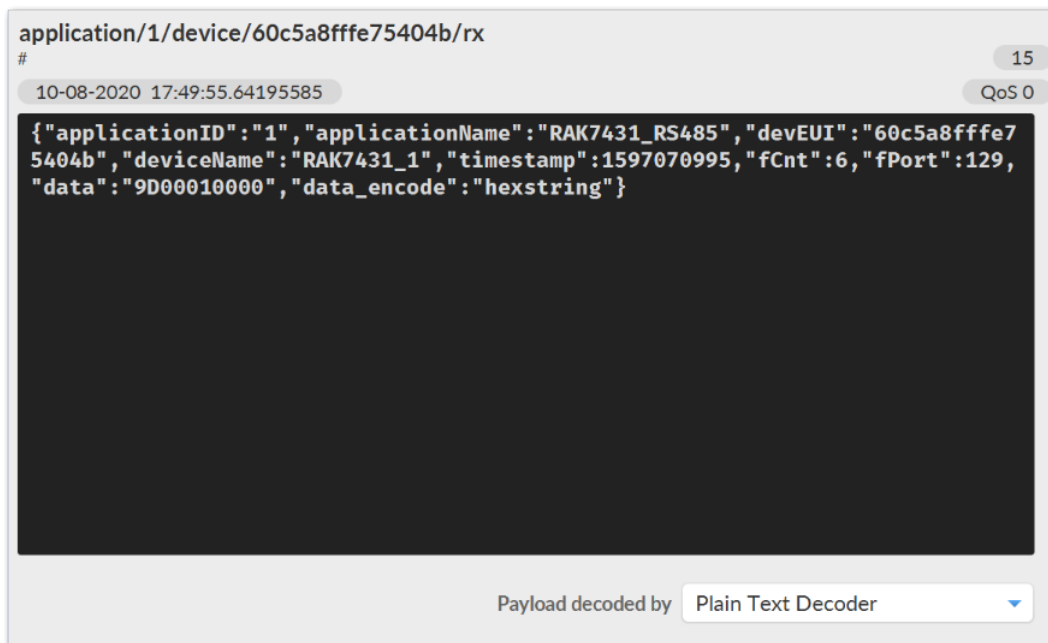 application/1/device/60c5a8fffe75404b/rx
#
15
10-08-2020 17:49:55.64195585
QoS 0
{"applicationID":"1","applicationName":"RAK7431_RS485","devEUI":"60c5a8fffe7
5404b","deviceName":"RAK7431_1","timestamp":1597070995,"fCnt":6,"fPort":129,
"data":"9D00010000","data_encode":"hexstring"}
Payload decoded by
Plain Text Decoder